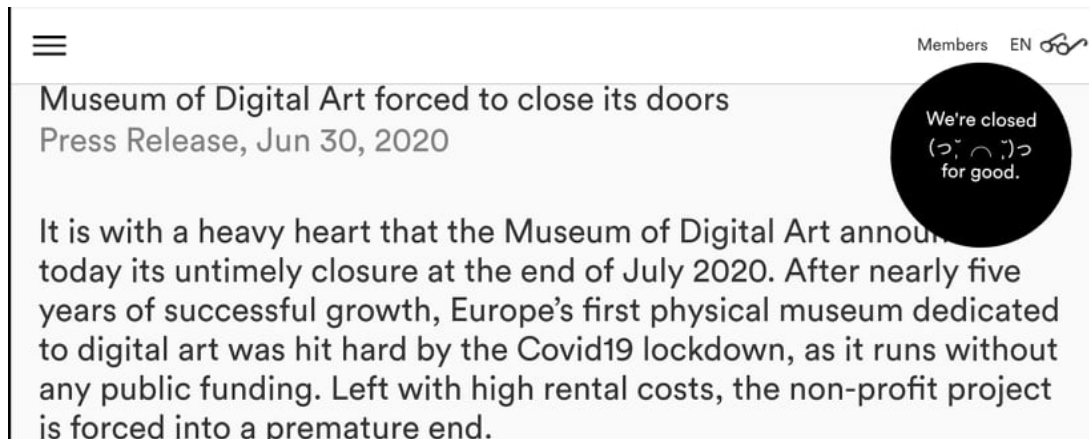 Members EN
We're closed
(っ˘̩╭╮˘̩)っ
for good.
Museum of Digital Art forced to close its doors
Press Release, Jun 30, 2020
It is with a heavy heart that the Museum of Digital Art
today its untimely closure at the end of July 2020. After nearly five
years of successful growth, Europe’s first physical museum dedicated
to digital art was hit hard by the Covid19 lockdown, as it runs without
any public funding. Left with high rental costs, the non-profit project
is forced into a premature end.